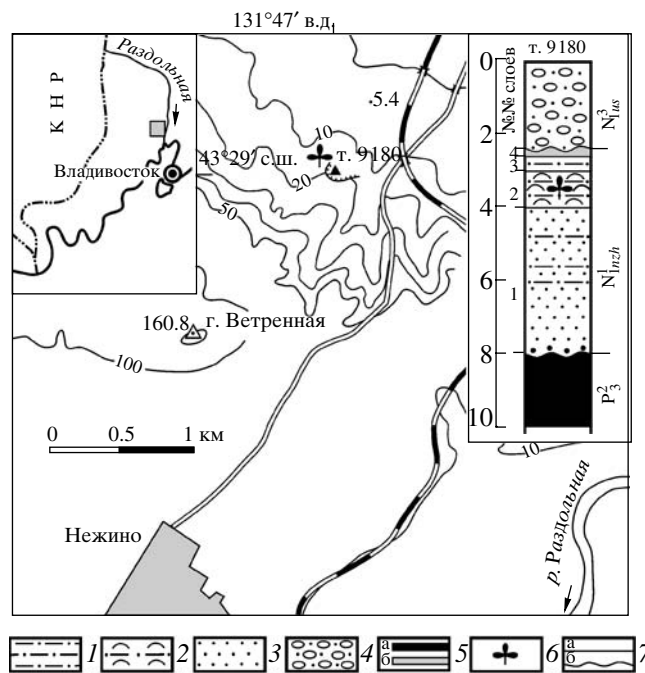 131°47′ в.д.
Раздольная
КНР
Владивосток
43°29′ с.ш.
5.4
10
т. 9180
20
50
160.8
г. Ветренная
100
0 0.5 1 км
Нежино
р. Раздольная
10
т. 9180
№№ слоев
0
2
4
6
8
10
4
3
2
1
N₁³us
N₁¹nzh
P₃²
1 2 3 4 а б 5 6 а б 7